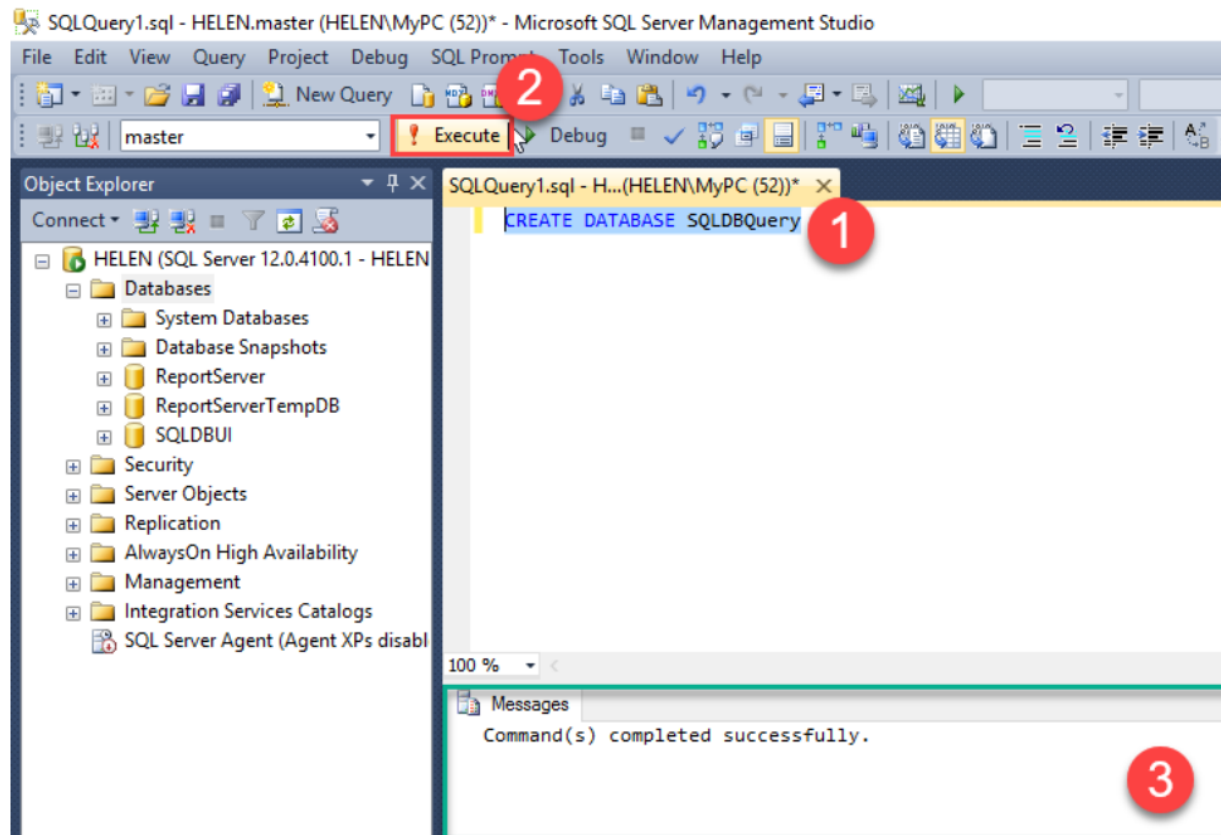 SQLQuery1.sql - HELEN.master (HELEN\MyPC (52))* - Microsoft SQL Server Management Studio
File Edit View Query Project Debug SQL Prompt Tools Window Help
New Query 2
master Execute Debug
Object Explorer
SQLQuery1.sql - H...(HELEN\MyPC (52))*
Connect
CREATE DATABASE SQLDBQuery
1
HELEN (SQL Server 12.0.4100.1 - HELEN
Databases
System Databases
Database Snapshots
ReportServer
ReportServerTempDB
SQLDBUI
Security
Server Objects
Replication
AlwaysOn High Availability
Management
Integration Services Catalogs
SQL Server Agent (Agent XPs disabl
100 %
Messages
Command(s) completed successfully.
3